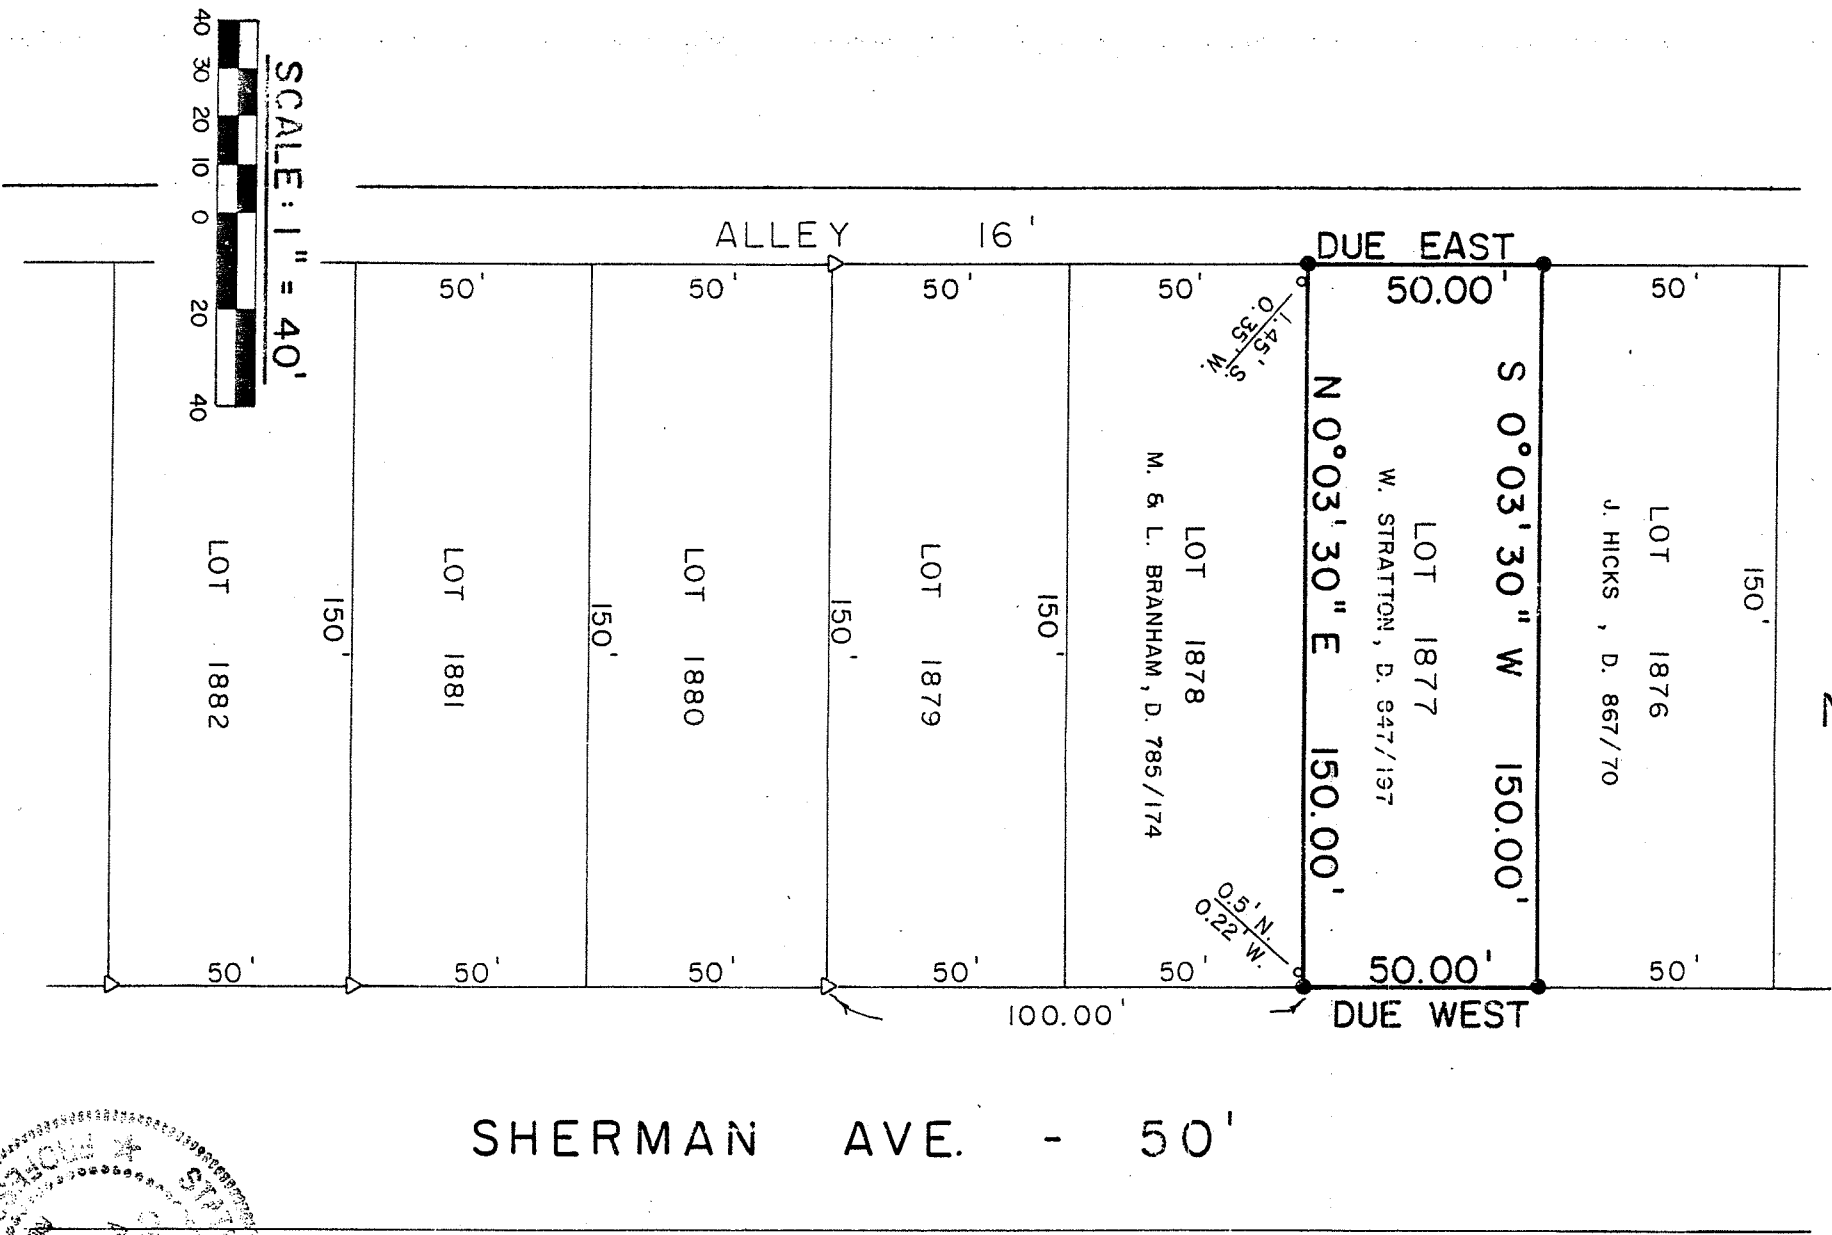 SCALE: 1" = 40'
40 30 20 10 0 20 40
ALLEY 16'
DUE EAST
50' 50' 50' 50' 50.00' 50'
1.45' S.
0.35' W.
LOT 1882
150'
LOT 1881
150'
LOT 1880
150'
LOT 1879
150'
LOT 1878
M. & L. BRANHAM, D. 785/174
N 0°03'30" E 150.00'
LOT 1877
W. STRATTON, D. 847/197
S 0°03'30" W 150.00'
LOT 1876
J. HICKS, D. 867/70
150'
0.5' N.
0.22' W.
50' 50' 50' 50' 50' 50.00' 50'
100.00'
DUE WEST
SHERMAN AVE. - 50'